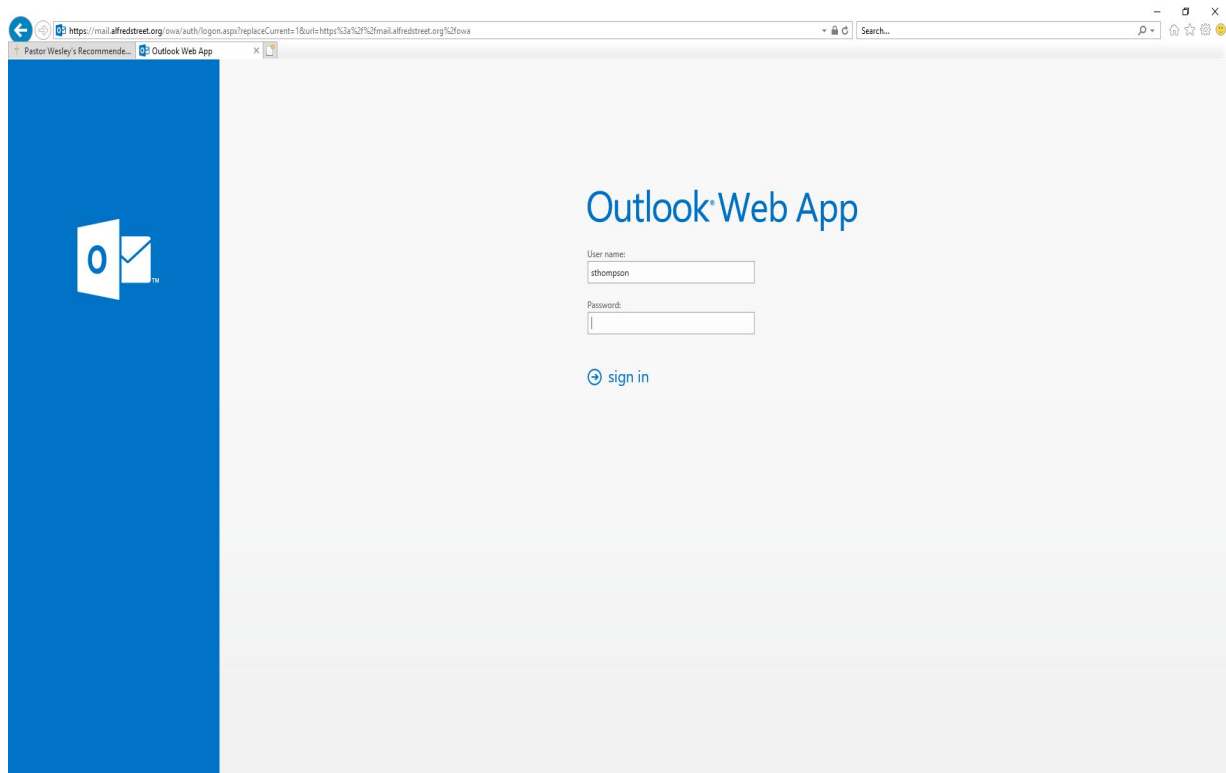 https://mail.alfredstreet.org/owa/auth/logon.aspx?replaceCurrent=1&url=https%3a%2f%2fmail.alfredstreet.org%2fowa
Search...
Pastor Wesley's Recommende...
Outlook Web App
Outlook® Web App
User name:
sthompson
Password:
sign in
O
TM